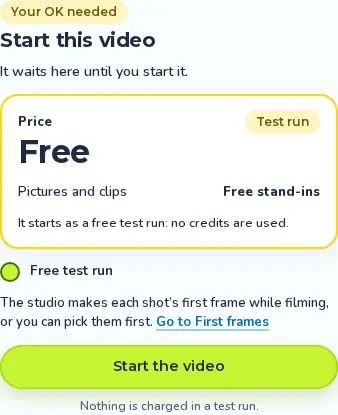 Your OK needed
Start this video
It waits here until you start it.
Price
Test run
Free
Pictures and clips
Free stand-ins
It starts as a free test run: no credits are used.
Free test run
The studio makes each shot's first frame while filming,
or you can pick them first. Go to First frames
Start the video
Nothing is charged in a test run.